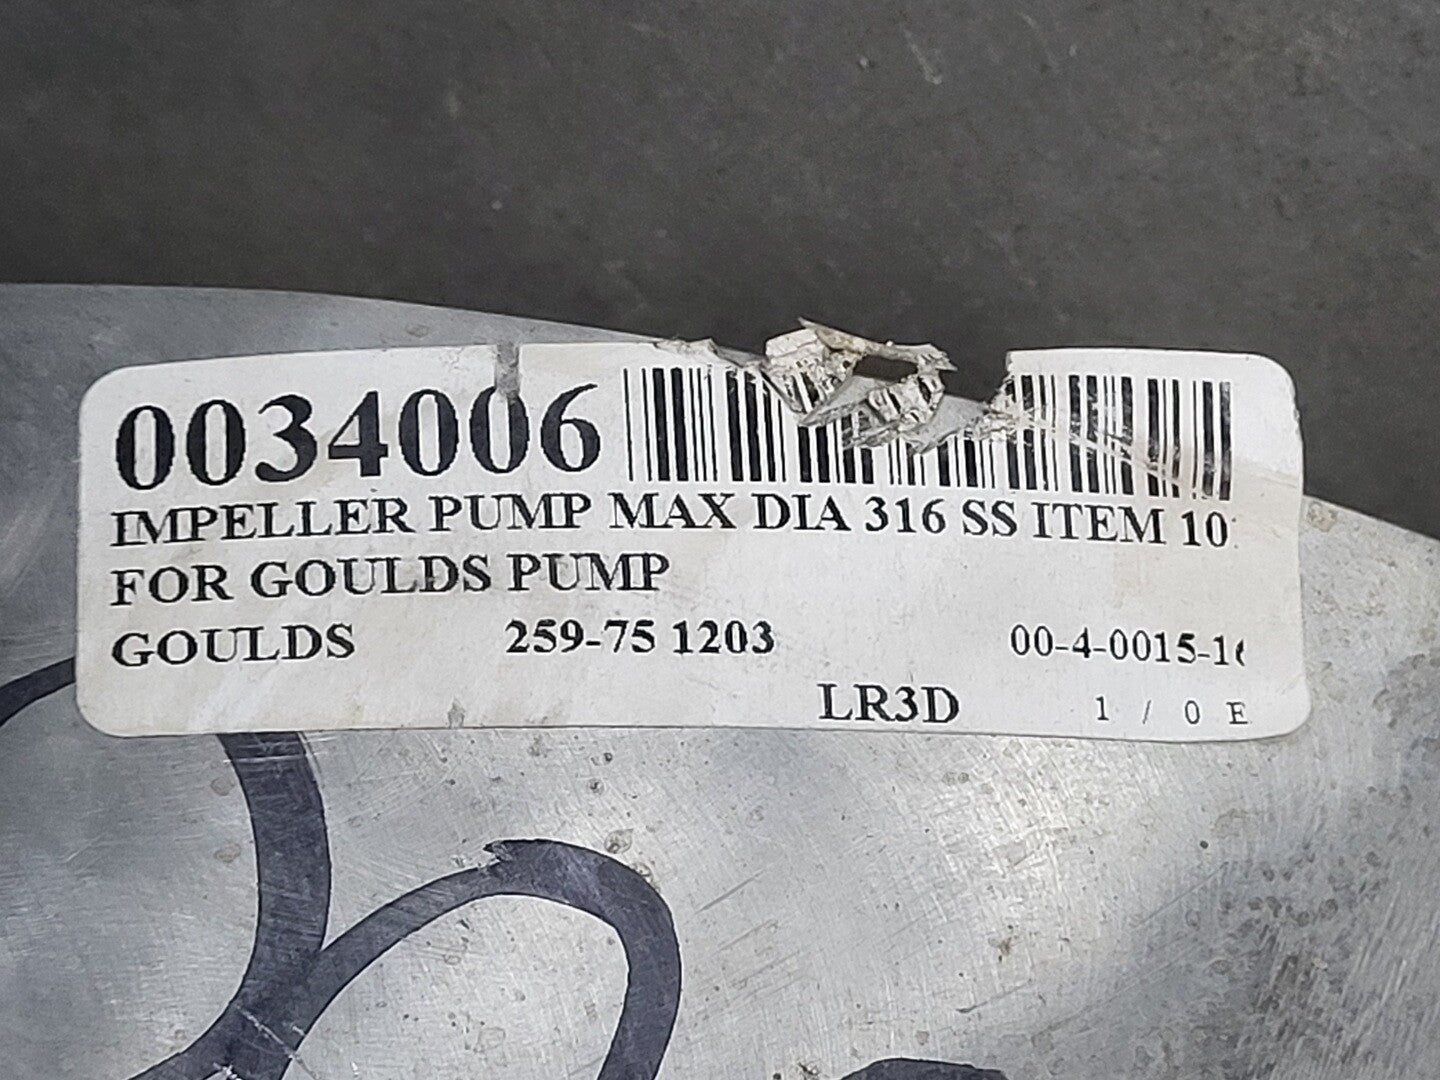 0034006
IMPELLER PUMP MAX DIA 316 SS ITEM 10
FOR GOULDS PUMP
GOULDS 259-75 1203 00-4-0015-1
LR3D 1 / 0 E